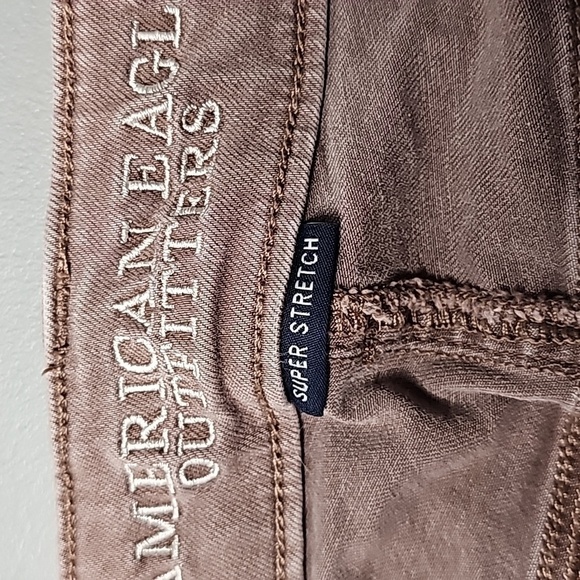 AMERICAN EAGL
OUTFITTERS
SUPER STRETCH